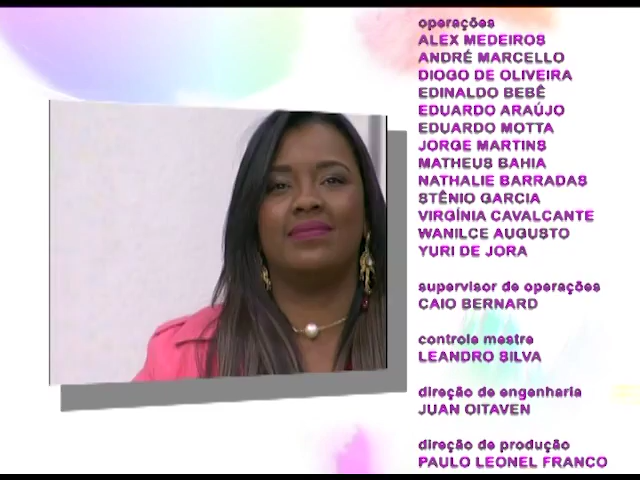 operações
ALEX MEDEIROS
ANDRÉ MARCELLO
DIOGO DE OLIVEIRA
EDINALDO BEBÊ
EDUARDO ARAÚJO
EDUARDO MOTTA
JORGE MARTINS
MATHEUS BAHIA
NATHALIE BARRADAS
STÊNIO GARCIA
VIRGÍNIA CAVALCANTE
WANILCE AUGUSTO
YURI DE JORA
supervisor de operações
CAIO BERNARD
controle mestre
LEANDRO SILVA
direção de engenharia
JUAN OITAVEN
direção de produção
PAULO LEONEL FRANCO